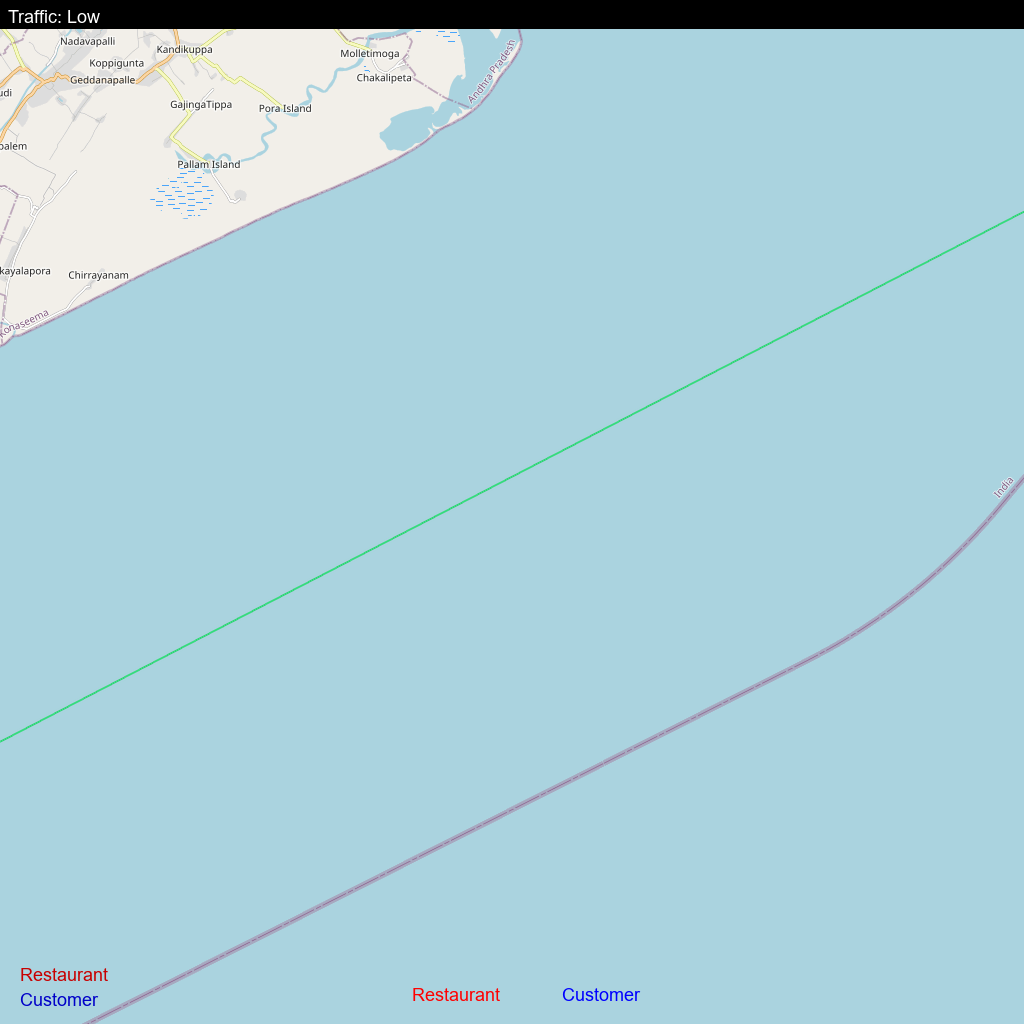 Traffic: Low
Nadavapalli
Kandikuppa
Molletimoga
Koppigunta
Geddanapalle
Chakalipeta
Andhra Pradesh
udi
GajingaTippa
Pora Island
palem
Pallam Island
kayalapora
Chirrayanam
Konaseema
India
Restaurant
Customer
Restaurant Customer